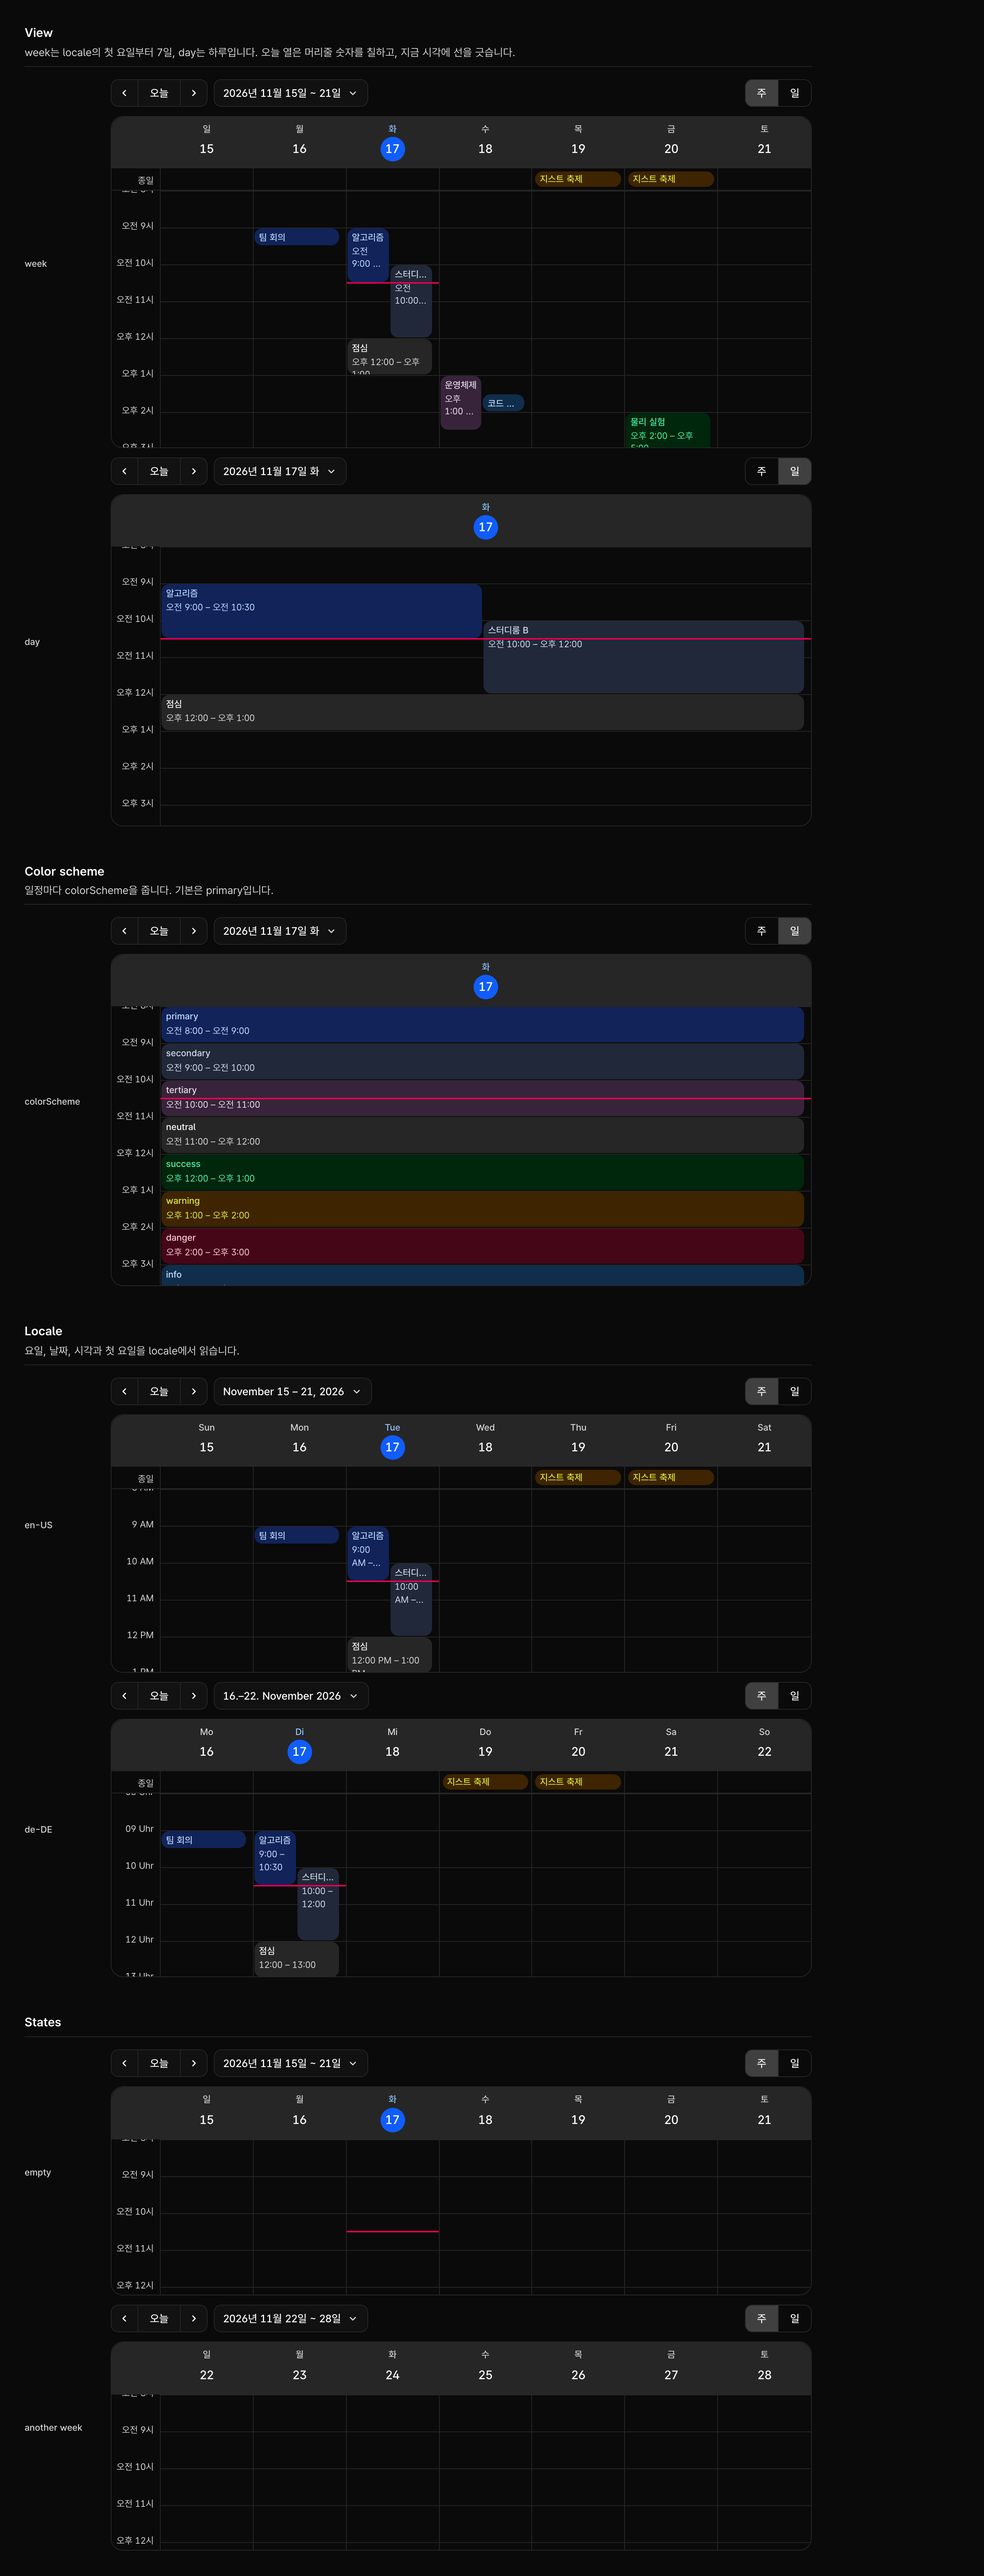 View
week는 locale의 첫 요일부터 7일, day는 하루입니다. 오늘 열은 머리줄 숫자를 칠하고, 지금 시각에 선을 긋습니다.
오늘
2026년 11월 15일 ~ 21일
주
일
일 월 화 수 목 금 토
15 16 17 18 19 20 21
종일
지스트 축제
지스트 축제
week
오전 9시
오전 10시
오전 11시
오후 12시
오후 1시
오후 2시
팀 회의
알고리즘
오전
9:00 ...
스터디...
오전
10:00...
점심
오후 12:00 – 오후
1:00
운영체제
오후
1:00 ...
코드 ...
물리 실험
오후 2:00 – 오후
5:00
오늘
2026년 11월 17일 화
주
일
화
17
day
오전 9시
오전 10시
오전 11시
오후 12시
오후 1시
오후 2시
오후 3시
알고리즘
오전 9:00 – 오전 10:30
스터디룸 B
오전 10:00 – 오후 12:00
점심
오후 12:00 – 오후 1:00
Color scheme
일정마다 colorScheme을 줍니다. 기본은 primary입니다.
오늘
2026년 11월 17일 화
주
일
화
17
colorScheme
오전 9시
오전 10시
오전 11시
오후 12시
오후 1시
오후 2시
오후 3시
primary
오전 8:00 – 오전 9:00
secondary
오전 9:00 – 오전 10:00
tertiary
오전 10:00 – 오전 11:00
neutral
오전 11:00 – 오후 12:00
success
오후 12:00 – 오후 1:00
warning
오후 1:00 – 오후 2:00
danger
오후 2:00 – 오후 3:00
info
Locale
요일, 날짜, 시각과 첫 요일을 locale에서 읽습니다.
오늘
November 15 – 21, 2026
주
일
Sun Mon Tue Wed Thu Fri Sat
15 16 17 18 19 20 21
종일
지스트 축제
지스트 축제
en-US
9 AM
10 AM
11 AM
12 PM
1 PM
팀 회의
알고리즘
9:00
AM –...
스터디...
10:00
AM –...
점심
12:00 PM – 1:00
PM
오늘
16.–22. November 2026
주
일
Mo Di Mi Do Fr Sa So
16 17 18 19 20 21 22
종일
지스트 축제
지스트 축제
de-DE
09 Uhr
10 Uhr
11 Uhr
12 Uhr
13 Uhr
팀 회의
알고리즘
9:00 –
10:30
스터디...
10:00 –
12:00
점심
12:00 – 13:00
States
오늘
2026년 11월 15일 ~ 21일
주
일
일 월 화 수 목 금 토
15 16 17 18 19 20 21
empty
오전 9시
오전 10시
오전 11시
오후 12시
오늘
2026년 11월 22일 ~ 28일
주
일
일 월 화 수 목 금 토
22 23 24 25 26 27 28
another week
오전 9시
오전 10시
오전 11시
오후 12시